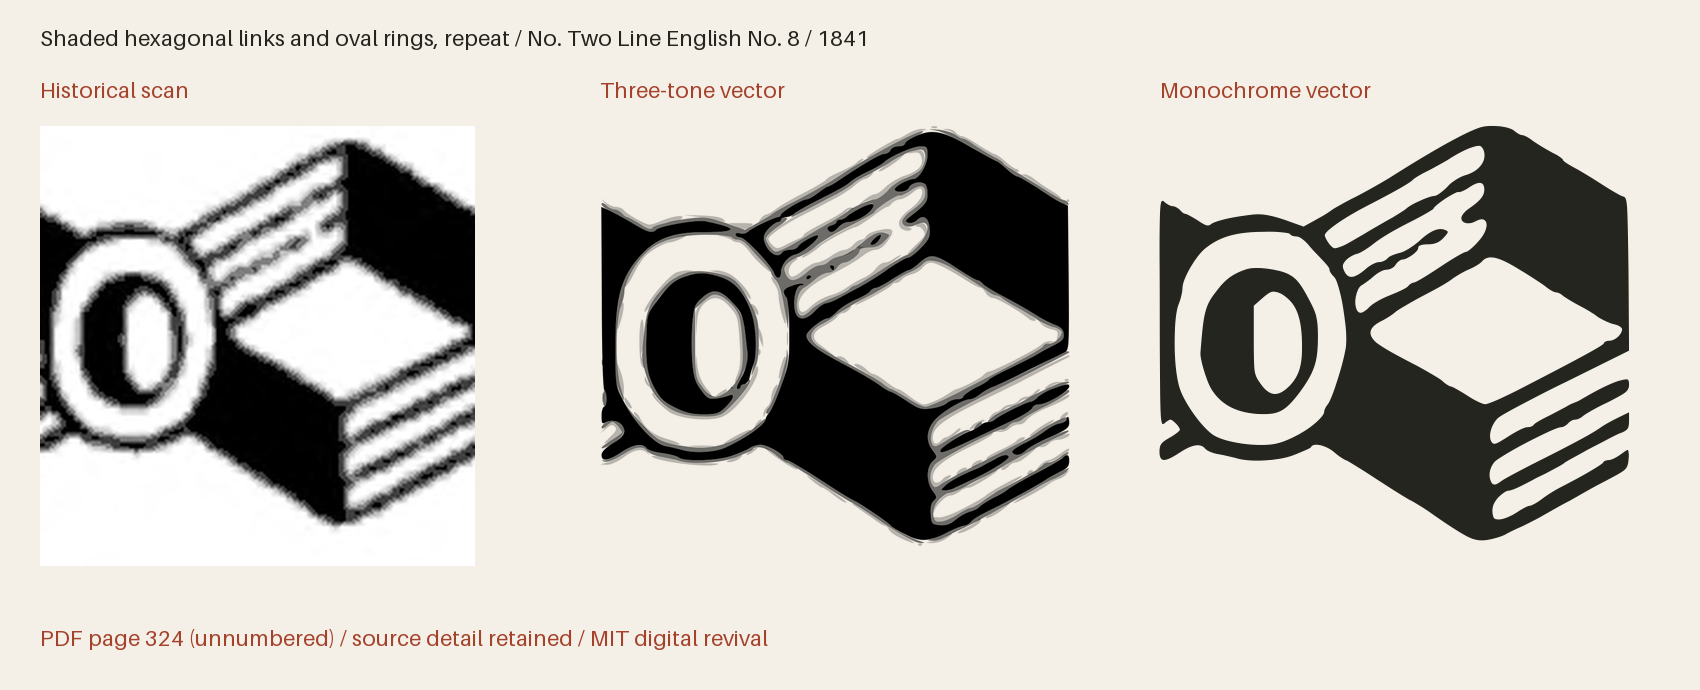 Shaded hexagonal links and oval rings, repeat / No. Two Line English No. 8 / 1841
Historical scan
Three-tone vector
Monochrome vector
PDF page 324 (unnumbered) / source detail retained / MIT digital revival